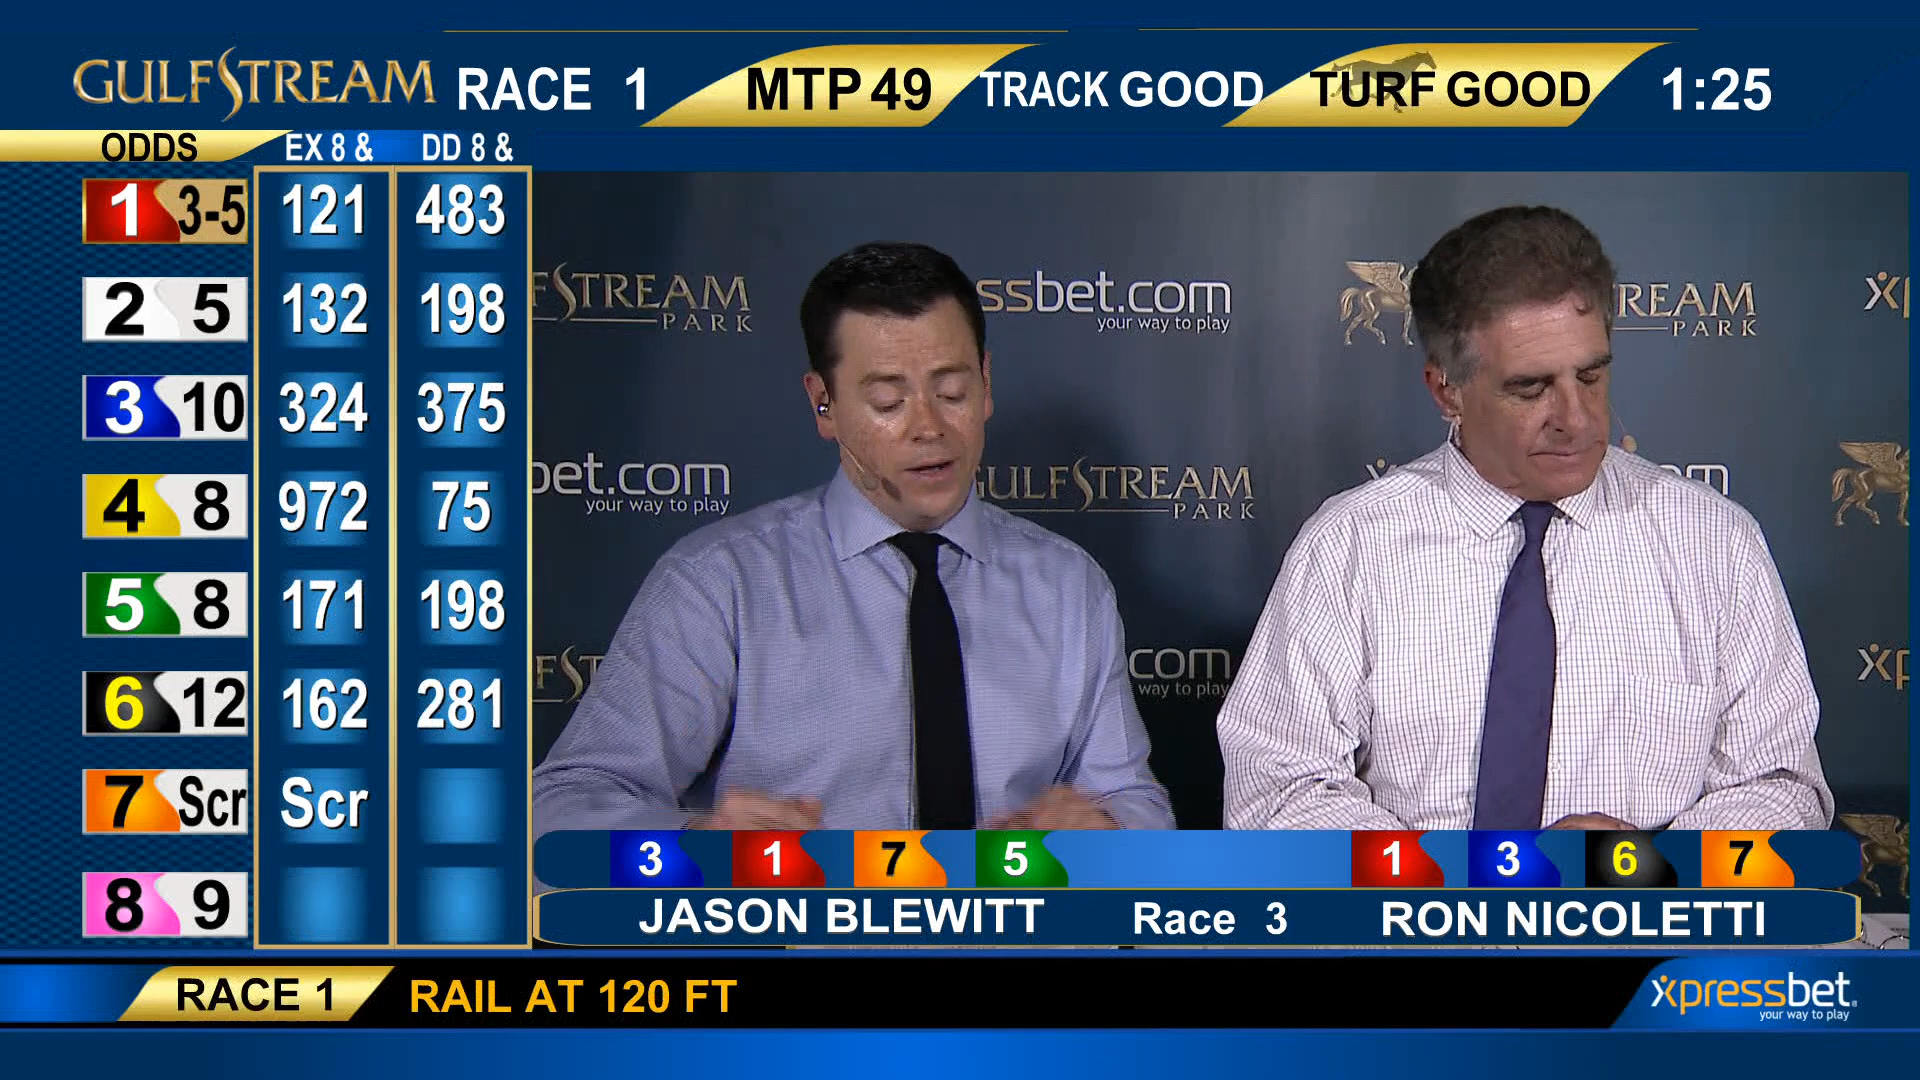 GULFSTREAM RACE 1 MTP 49 TRACK GOOD TURF GOOD 1:25
ODDS EX 8 & DD 8 &
1 3-5 121 483
2 5 132 198
3 10 324 375
4 8 972 75
5 8 171 198
6 12 162 281
7 Scr Scr
8 9
FSTREAM PARK
ssbet.com
your way to play
REAM PARK
xp
bet.com
your way to play
GULFSTREAM PARK
x m
FST
com
way to play
xp
3 1 7 5 1 3 6 7
JASON BLEWITT Race 3 RON NICOLETTI
RACE 1 RAIL AT 120 FT
xpressbet.
your way to play